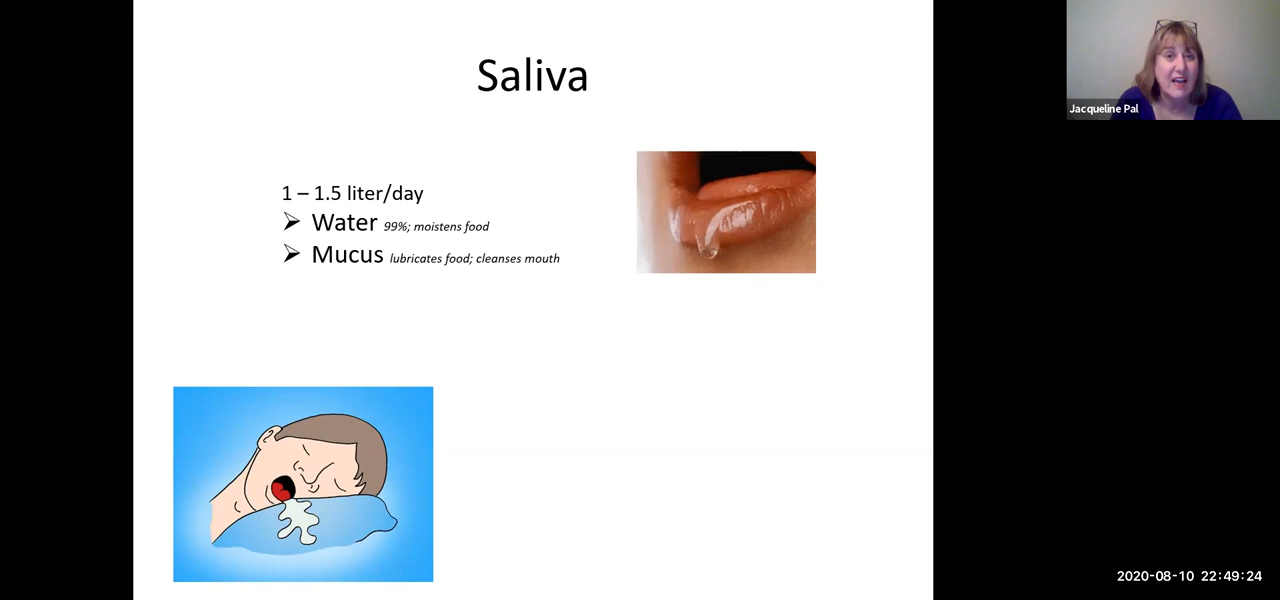 Saliva
1 – 1.5 liter/day
➢ Water 99%; moistens food
➢ Mucus lubricates food; cleanses mouth
Jacqueline Pal
2020-08-10 22:49:24